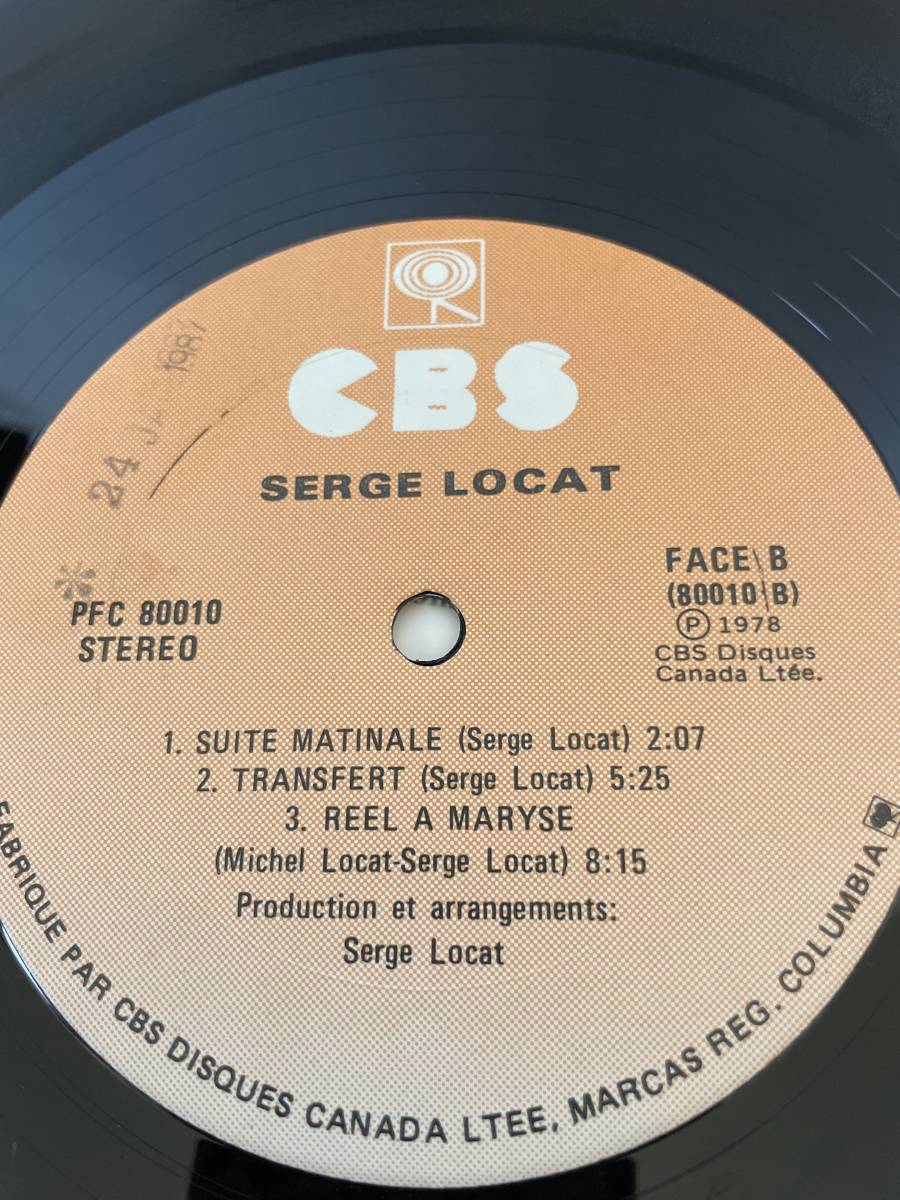 CBS
SERGE LOCAT
24
1987
PFC 80010
STEREO
FACE B
(80010 B)
Ⓟ 1978
CBS Disques
Canada Ltée.
1. SUITE MATINALE (Serge Locat) 2:07
2. TRANSFERT (Serge Locat) 5:25
3. REEL A MARYSE
(Michel Locat-Serge Locat) 8:15
Production et arrangements:
Serge Locat
FABRIQUE PAR CBS DISQUES CANADA LTEE, MARCAS REG. COLUMBIA